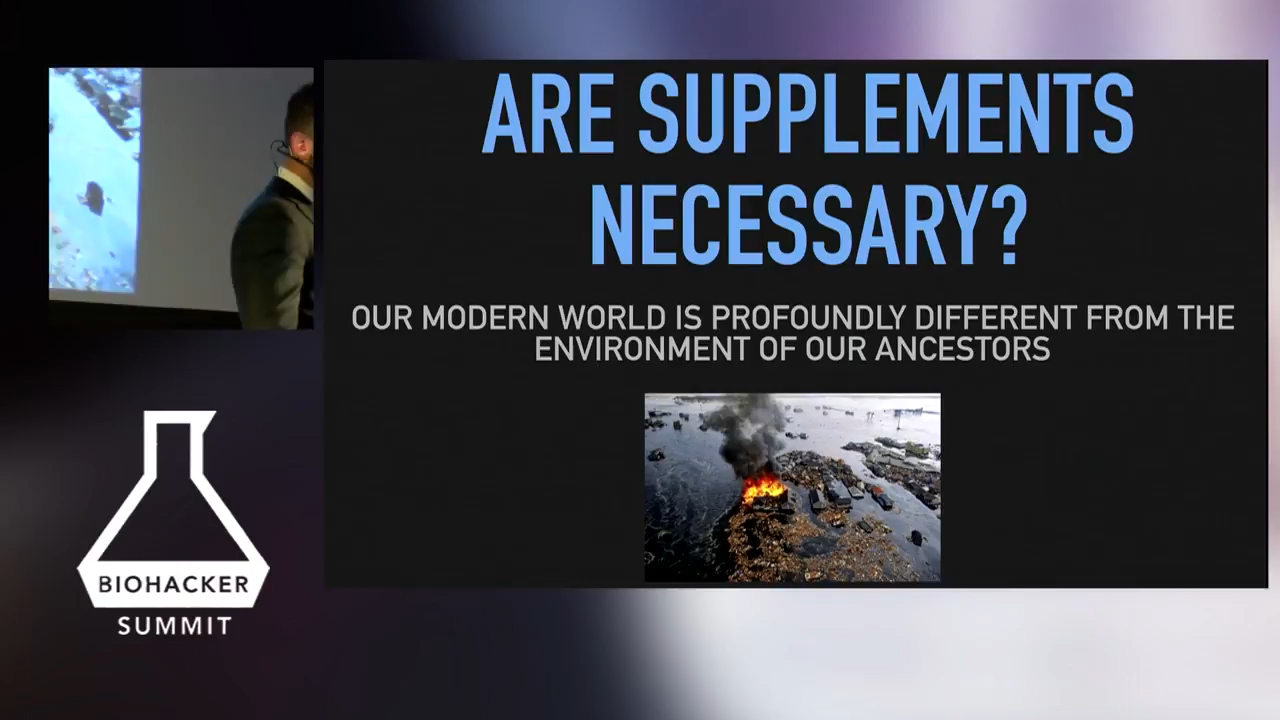 ARE SUPPLEMENTS
NECESSARY?
OUR MODERN WORLD IS PROFOUNDLY DIFFERENT FROM THE
ENVIRONMENT OF OUR ANCESTORS
BIOHACKER
SUMMIT